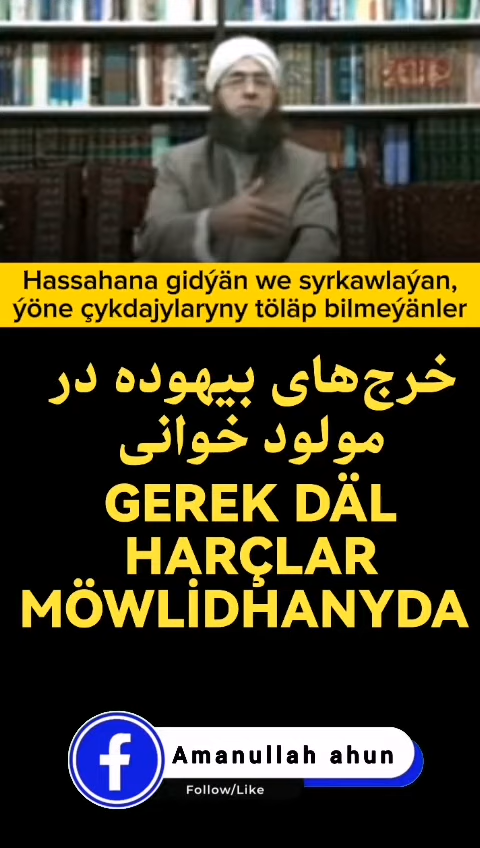 Hassahana gidýän we syrkawlaýan,
ýöne çykdajylaryny töläp bilmeýänler
خرج‌های بیهوده در
مولود خوانی
GEREK DÄL
HARÇLAR
MÖWLİDHANYDA
Amanullah ahun
Follow/Like